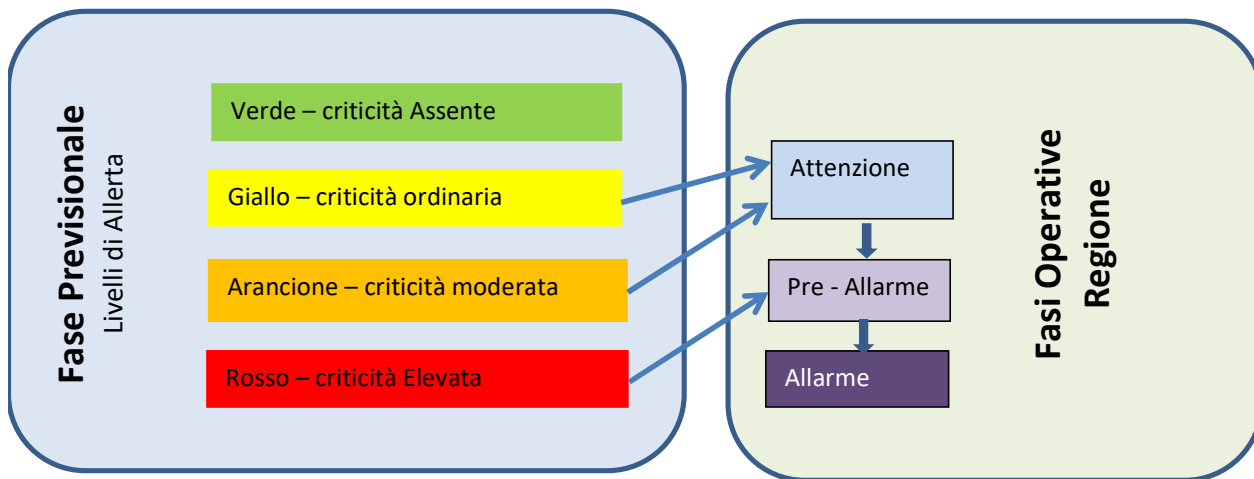 Fase Previsionale
Livelli di Allerta
Verde – criticità Assente
Giallo – criticità ordinaria
Arancione – criticità moderata
Rosso – criticità Elevata
Attenzione
Pre - Allarme
Allarme
Fasi Operative
Regione